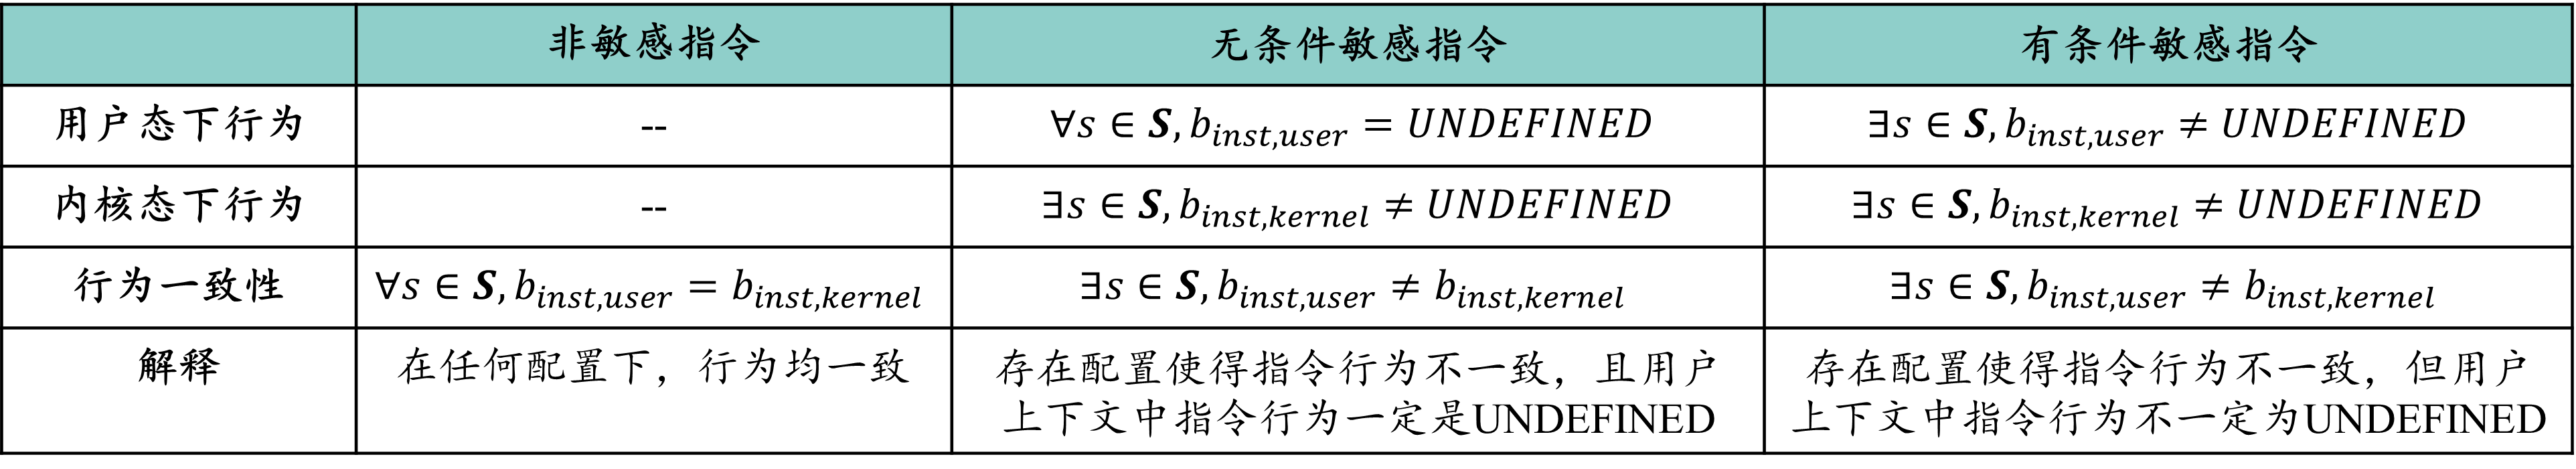 非敏感指令 无条件敏感指令 有条件敏感指令
用户态下行为 -- ∀s ∈ S, b_{inst,user} = UNDEFINED ∃s ∈ S, b_{inst,user} ≠ UNDEFINED
内核态下行为 -- ∃s ∈ S, b_{inst,kernel} ≠ UNDEFINED ∃s ∈ S, b_{inst,kernel} ≠ UNDEFINED
行为一致性 ∀s ∈ S, b_{inst,user} = b_{inst,kernel} ∃s ∈ S, b_{inst,user} ≠ b_{inst,kernel} ∃s ∈ S, b_{inst,user} ≠ b_{inst,kernel}
解释 在任何配置下，行为均一致
存在配置使得指令行为不一致，且用户
上下文中指令行为一定是UNDEFINED
存在配置使得指令行为不一致，但用户
上下文中指令行为不一定为UNDEFINED